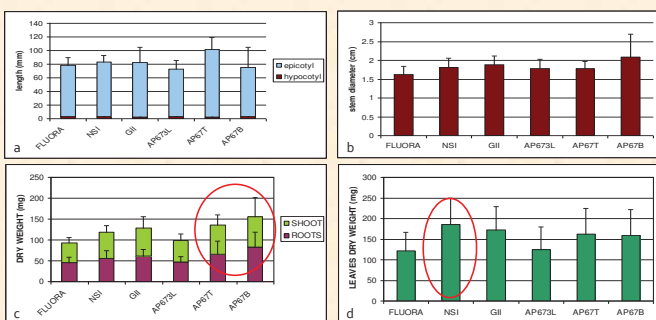 a
length (mm)
140
120
100
80
60
40
20
0
FLUORA
NSI
GII
AP673L
AP67T
AP67B
epicotyl
hypocotyl
b
stem diameter (cm)
3
2.5
2
1.5
1
0.5
0
FLUORA NSI GII AP673L AP67T AP67B
c
DRY WEIGHT (mg)
250
200
150
100
50
0
FLUORA
NSI
GII
AP673L
AP67T
AP67B
SHOOT
ROOTS
d
LEAVES DRY WEIGHT (mg)
300
250
200
150
100
50
0
FLUORA NSI GII AP673L AP67T AP67B